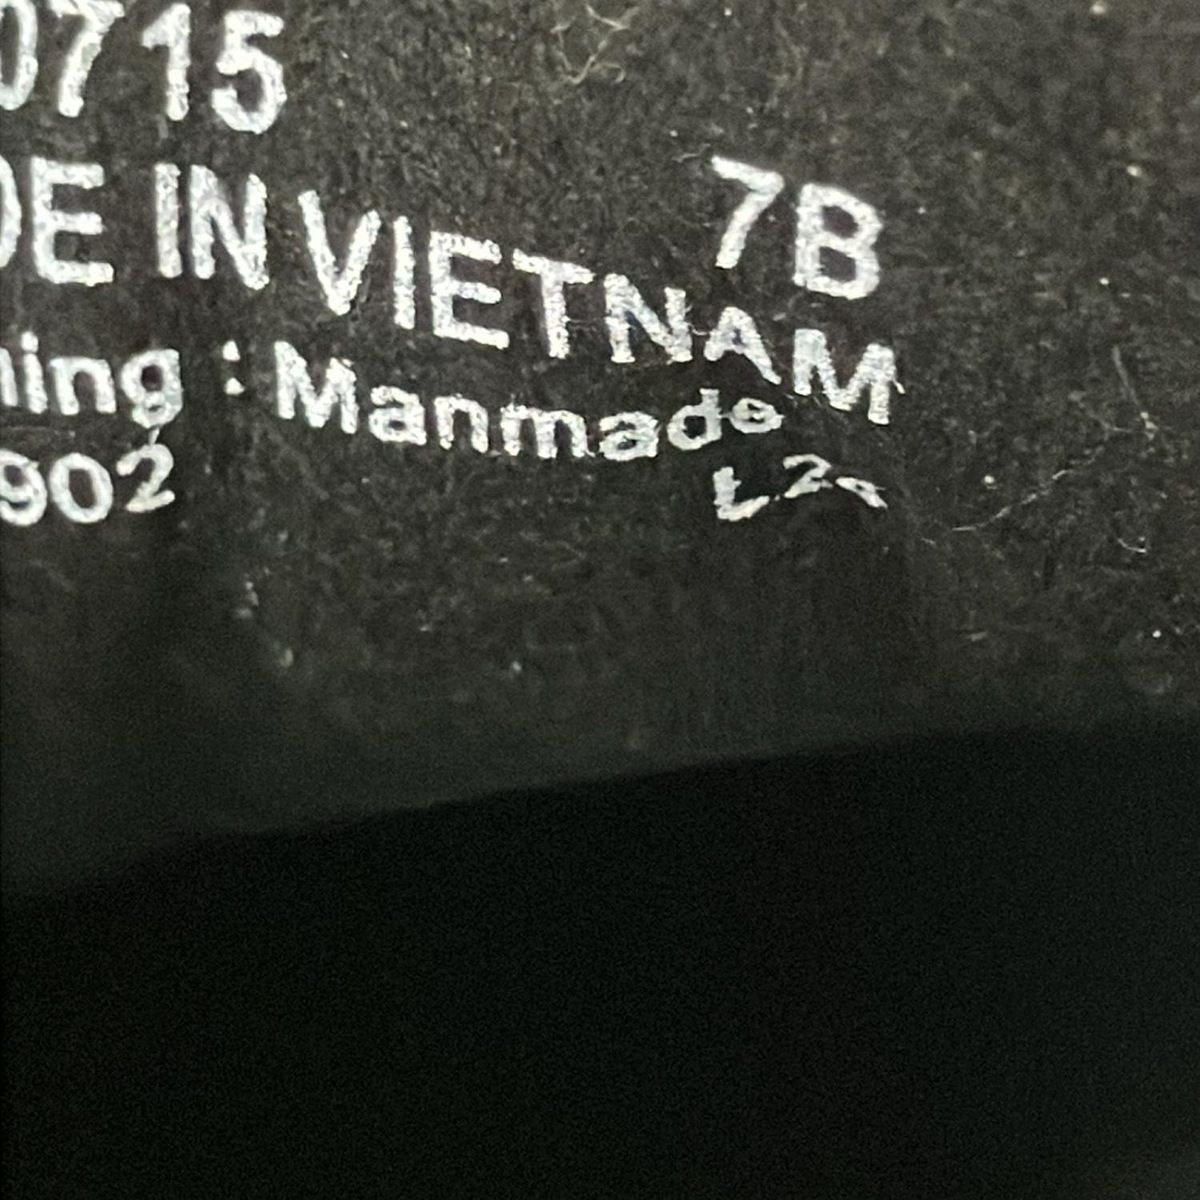 0715
7B
DE IN VIETNAM
ning : Manmade
902